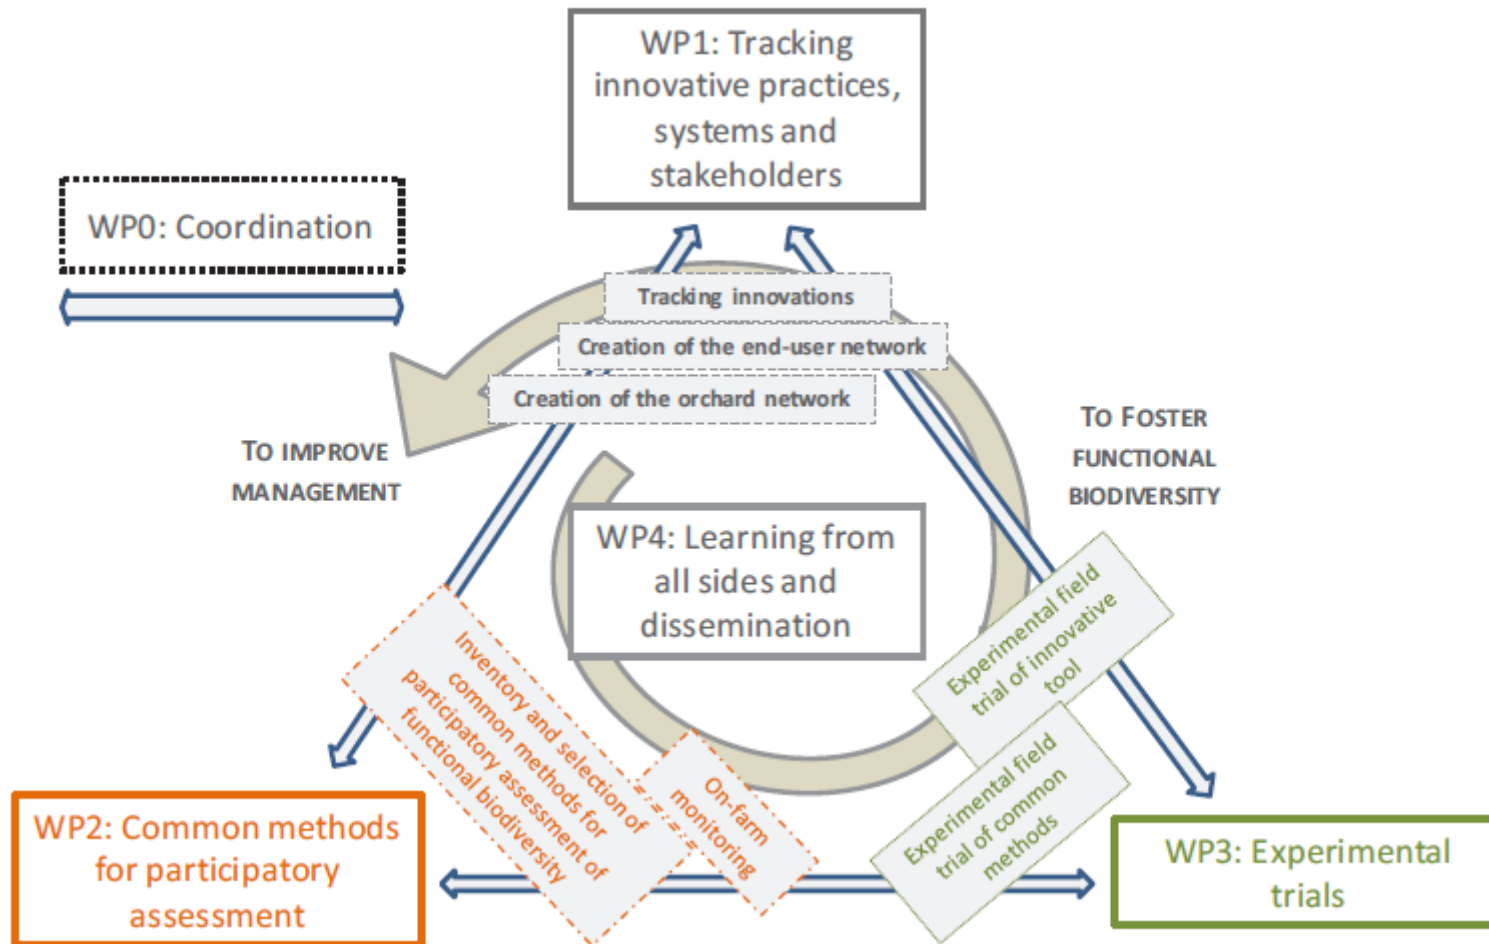 WP1: Tracking
innovative practices,
systems and
stakeholders
WP0: Coordination
Tracking innovations
Creation of the end-user network
Creation of the orchard network
TO IMPROVE
MANAGEMENT
TO FOSTER
FUNCTIONAL
BIODIVERSITY
WP4: Learning from
all sides and
dissemination
Inventory and selection of
common methods for
participatory assessment of
functional biodiversity
On-farm
monitoring
Experimental field
trial of innovative
tool
Experimental field
trial of common
methods
WP2: Common methods
for participatory
assessment
WP3: Experimental
trials